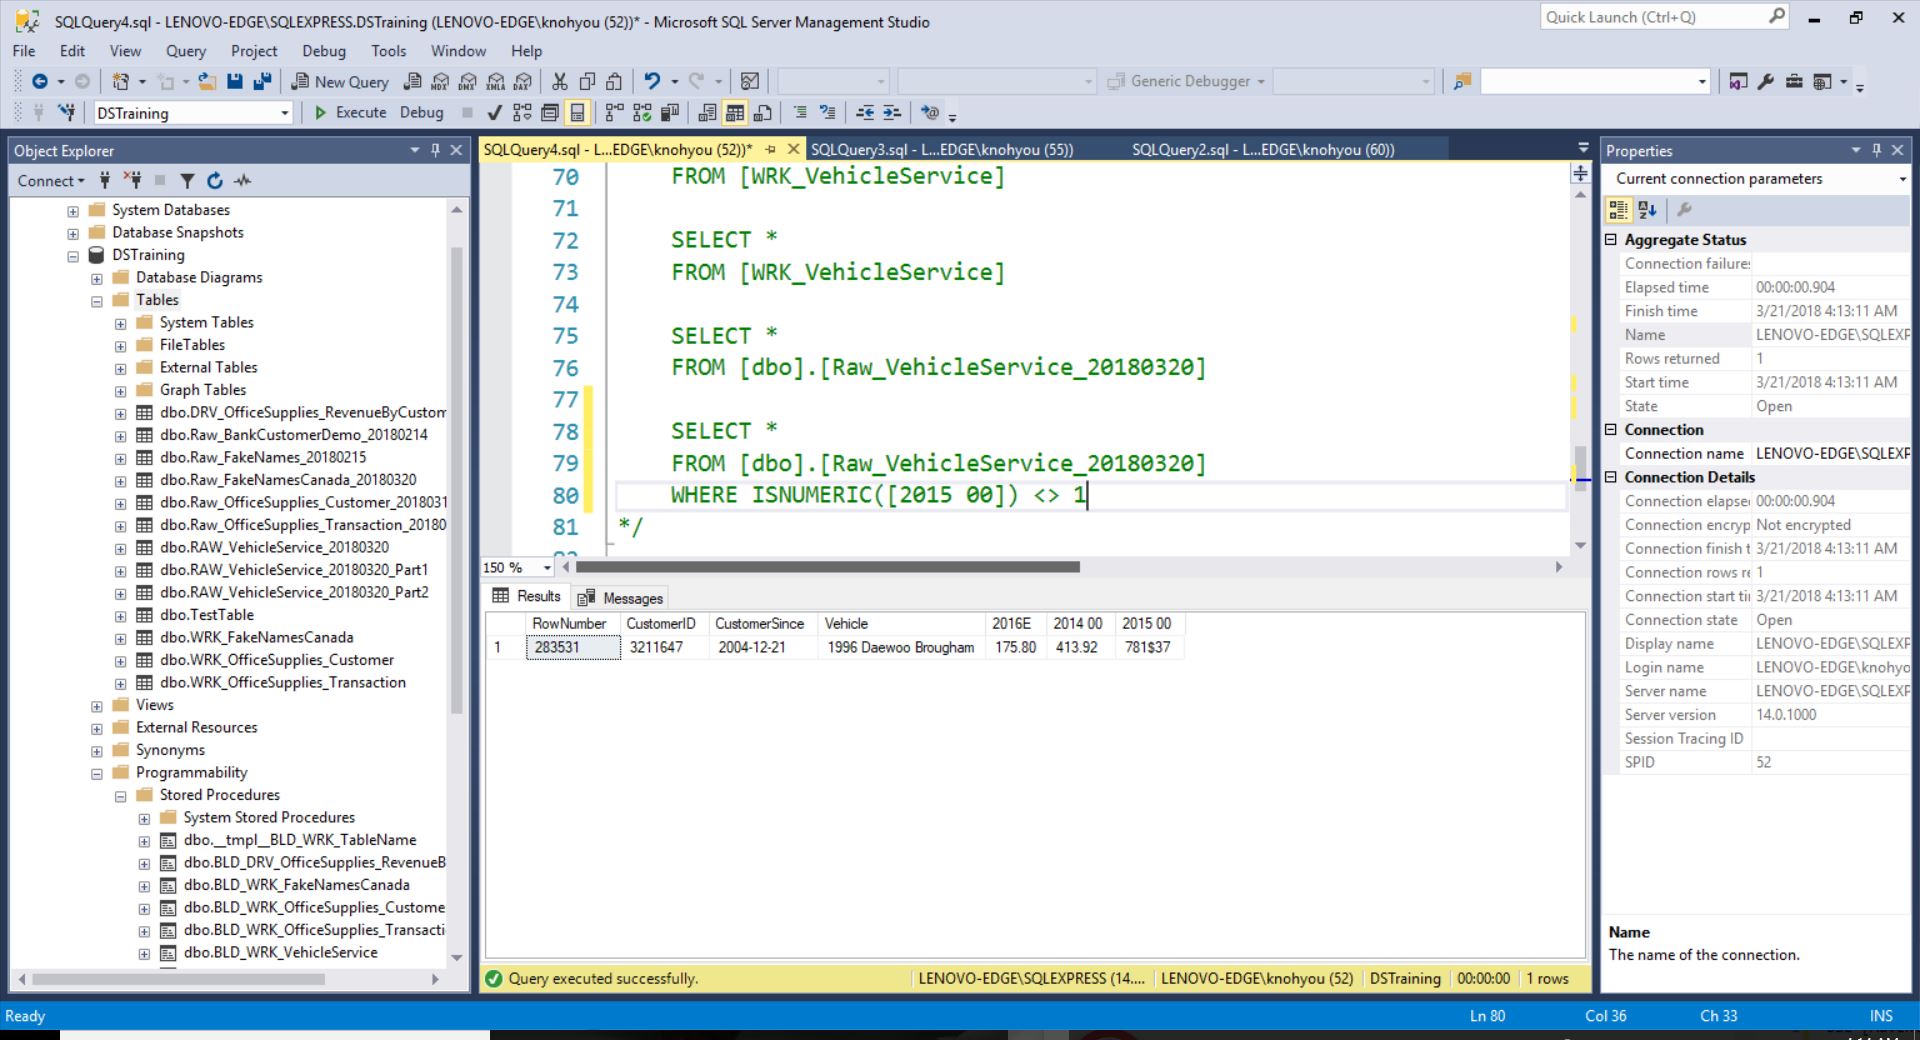 SQLQuery4.sql - LENOVO-EDGE\SQLEXPRESS.DSTraining (LENOVO-EDGE\knohyou (52))* - Microsoft SQL Server Management Studio
Quick Launch (Ctrl+Q)
File Edit View Query Project Debug Tools Window Help
New Query MDX DMX XMLA DAX Generic Debugger
DSTraining Execute Debug
Object Explorer
Connect
System Databases
Database Snapshots
DSTraining
Database Diagrams
Tables
System Tables
FileTables
External Tables
Graph Tables
dbo.DRV_OfficeSupplies_RevenueByCustom
dbo.Raw_BankCustomerDemo_20180214
dbo.Raw_FakeNames_20180215
dbo.Raw_FakeNamesCanada_20180320
dbo.Raw_OfficeSupplies_Customer_201803
dbo.Raw_OfficeSupplies_Transaction_20180
dbo.RAW_VehicleService_20180320
dbo.RAW_VehicleService_20180320_Part1
dbo.RAW_VehicleService_20180320_Part2
dbo.TestTable
dbo.WRK_FakeNamesCanada
dbo.WRK_OfficeSupplies_Customer
dbo.WRK_OfficeSupplies_Transaction
Views
External Resources
Synonyms
Programmability
Stored Procedures
System Stored Procedures
dbo.__tmpl__BLD_WRK_TableName
dbo.BLD_DRV_OfficeSupplies_RevenueB
dbo.BLD_WRK_FakeNamesCanada
dbo.BLD_WRK_OfficeSupplies_Custome
dbo.BLD_WRK_OfficeSupplies_Transacti
dbo.BLD_WRK_VehicleService
SQLQuery4.sql - L...EDGE\knohyou (52))* SQLQuery3.sql - L...EDGE\knohyou (55)) SQLQuery2.sql - L...EDGE\knohyou (60))
70 FROM [WRK_VehicleService]
71
72 SELECT *
73 FROM [WRK_VehicleService]
74
75 SELECT *
76 FROM [dbo].[Raw_VehicleService_20180320]
77
78 SELECT *
79 FROM [dbo].[Raw_VehicleService_20180320]
80 WHERE ISNUMERIC([2015 00]) <> 1
81 */
150 %
Results Messages
RowNumber CustomerID CustomerSince Vehicle 2016E 2014 00 2015 00
1 283531 3211647 2004-12-21 1996 Daewoo Brougham 175.80 413.92 781$37
Query executed successfully. LENOVO-EDGE\SQLEXPRESS (14.... LENOVO-EDGE\knohyou (52) DSTraining 00:00:00 1 rows
Properties
Current connection parameters
Aggregate Status
Connection failures
Elapsed time 00:00:00.904
Finish time 3/21/2018 4:13:11 AM
Name LENOVO-EDGE\SQLEXP
Rows returned 1
Start time 3/21/2018 4:13:11 AM
State Open
Connection
Connection name LENOVO-EDGE\SQLEXP
Connection Details
Connection elapse 00:00:00.904
Connection encryp Not encrypted
Connection finish t 3/21/2018 4:13:11 AM
Connection rows re 1
Connection start ti 3/21/2018 4:13:11 AM
Connection state Open
Display name LENOVO-EDGE\SQLEXP
Login name LENOVO-EDGE\knohyo
Server name LENOVO-EDGE\SQLEXP
Server version 14.0.1000
Session Tracing ID
SPID 52
Name
The name of the connection.
Ready Ln 80 Col 36 Ch 33 INS